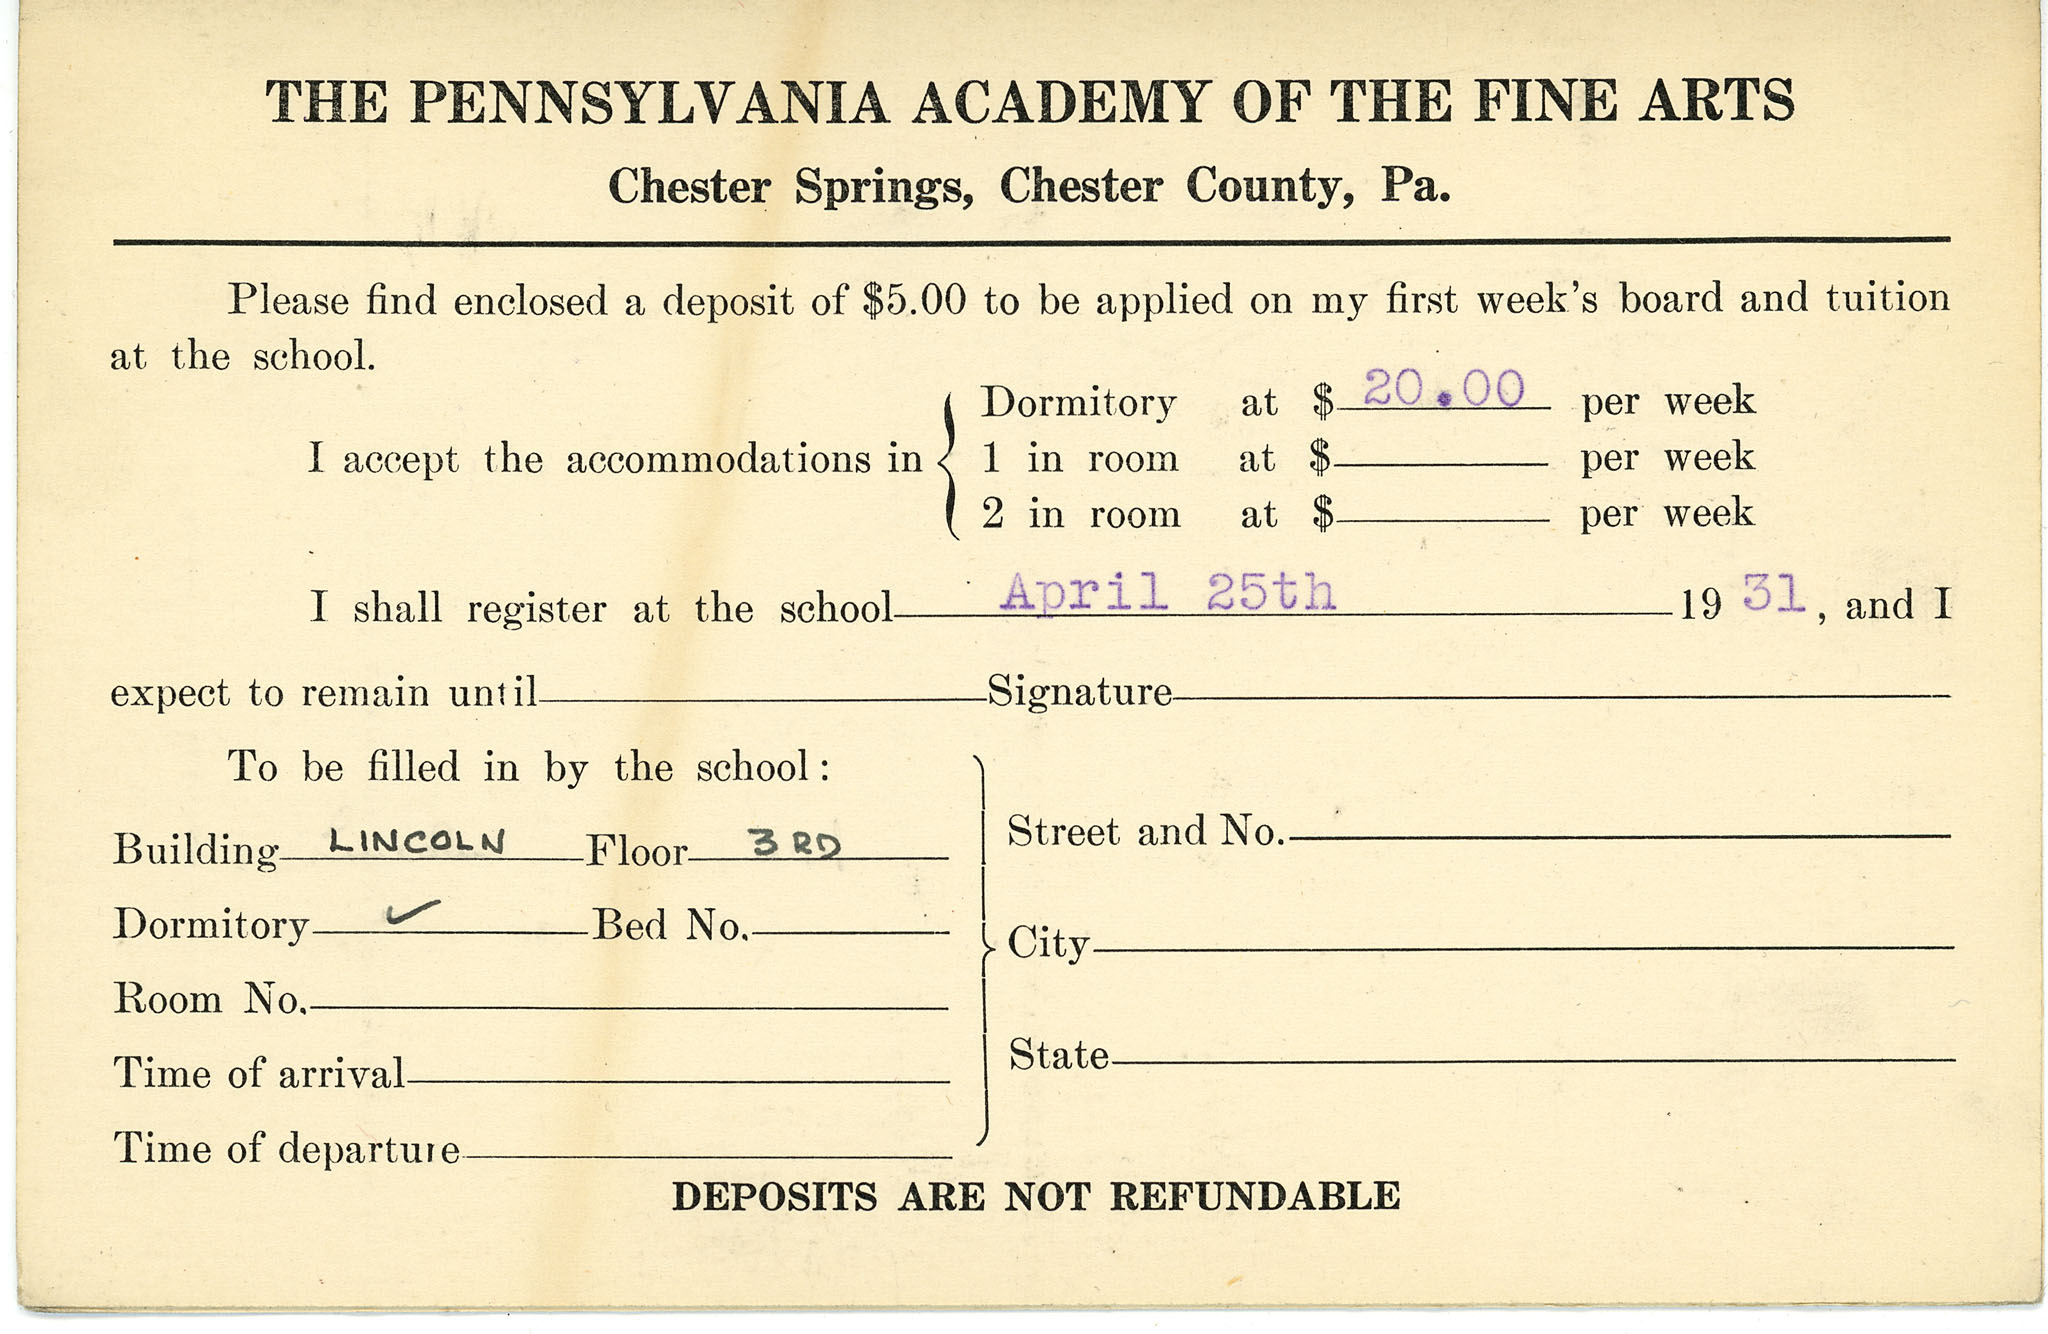 THE PENNSYLVANIA ACADEMY OF THE FINE ARTS
Chester Springs, Chester County, Pa.
Please find enclosed a deposit of $5.00 to be applied on my first week's board and tuition
at the school.
I accept the accommodations in
Dormitory at $ 20.00 per week
1 in room at $ per week
2 in room at $ per week
I shall register at the school April 25th 19 31, and I
expect to remain until Signature
To be filled in by the school:
Building LINCOLN Floor 3RD
Dormitory ✓ Bed No.
Room No.
Time of arrival
Time of departure
Street and No.
City
State
DEPOSITS ARE NOT REFUNDABLE